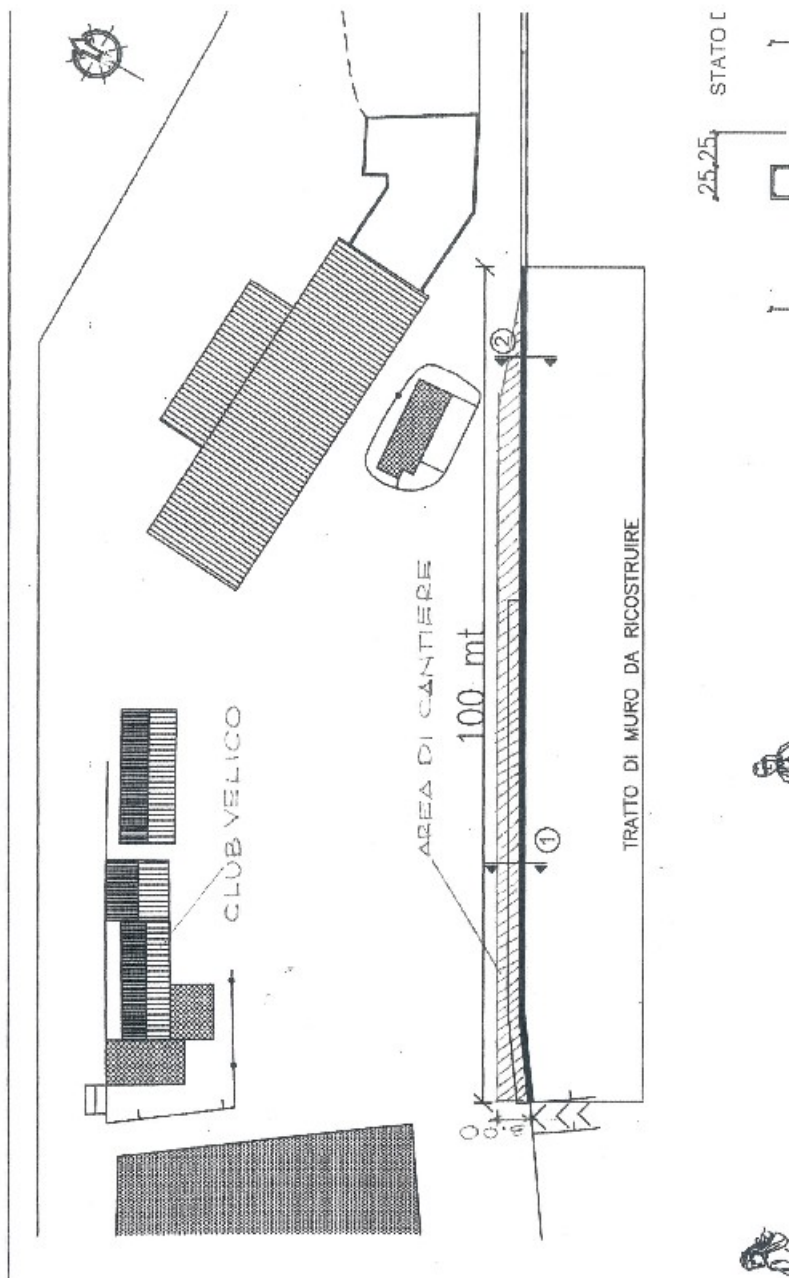 STATO D
25,25
2
AREA DI CANTIERE
100 mt
TRATTO DI MURO DA RICOSTRUIRE
CLUB VELICO
1